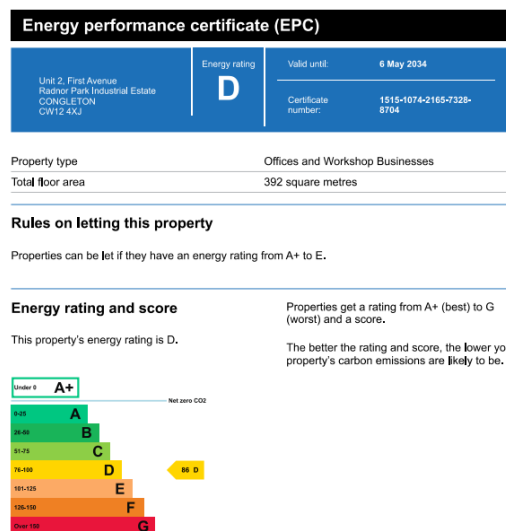 Energy performance certificate (EPC)
Unit 2, First Avenue
Radnor Park Industrial Estate
CONGLETON
CW12 4XJ
Energy rating
D
Valid until:
6 May 2034
Certificate
number:
1515-1074-2165-7328-
8704
Property type
Offices and Workshop Businesses
Total floor area
392 square metres
Rules on letting this property
Properties can be let if they have an energy rating from A+ to E.
Energy rating and score
This property's energy rating is D.
Properties get a rating from A+ (best) to G
(worst) and a score.
The better the rating and score, the lower yo
property's carbon emissions are likely to be.
Under 0 A+
Net zero CO2
0-25 A
26-50 B
51-75 C
76-100 D
86 D
101-125 E
126-150 F
Over 150 G